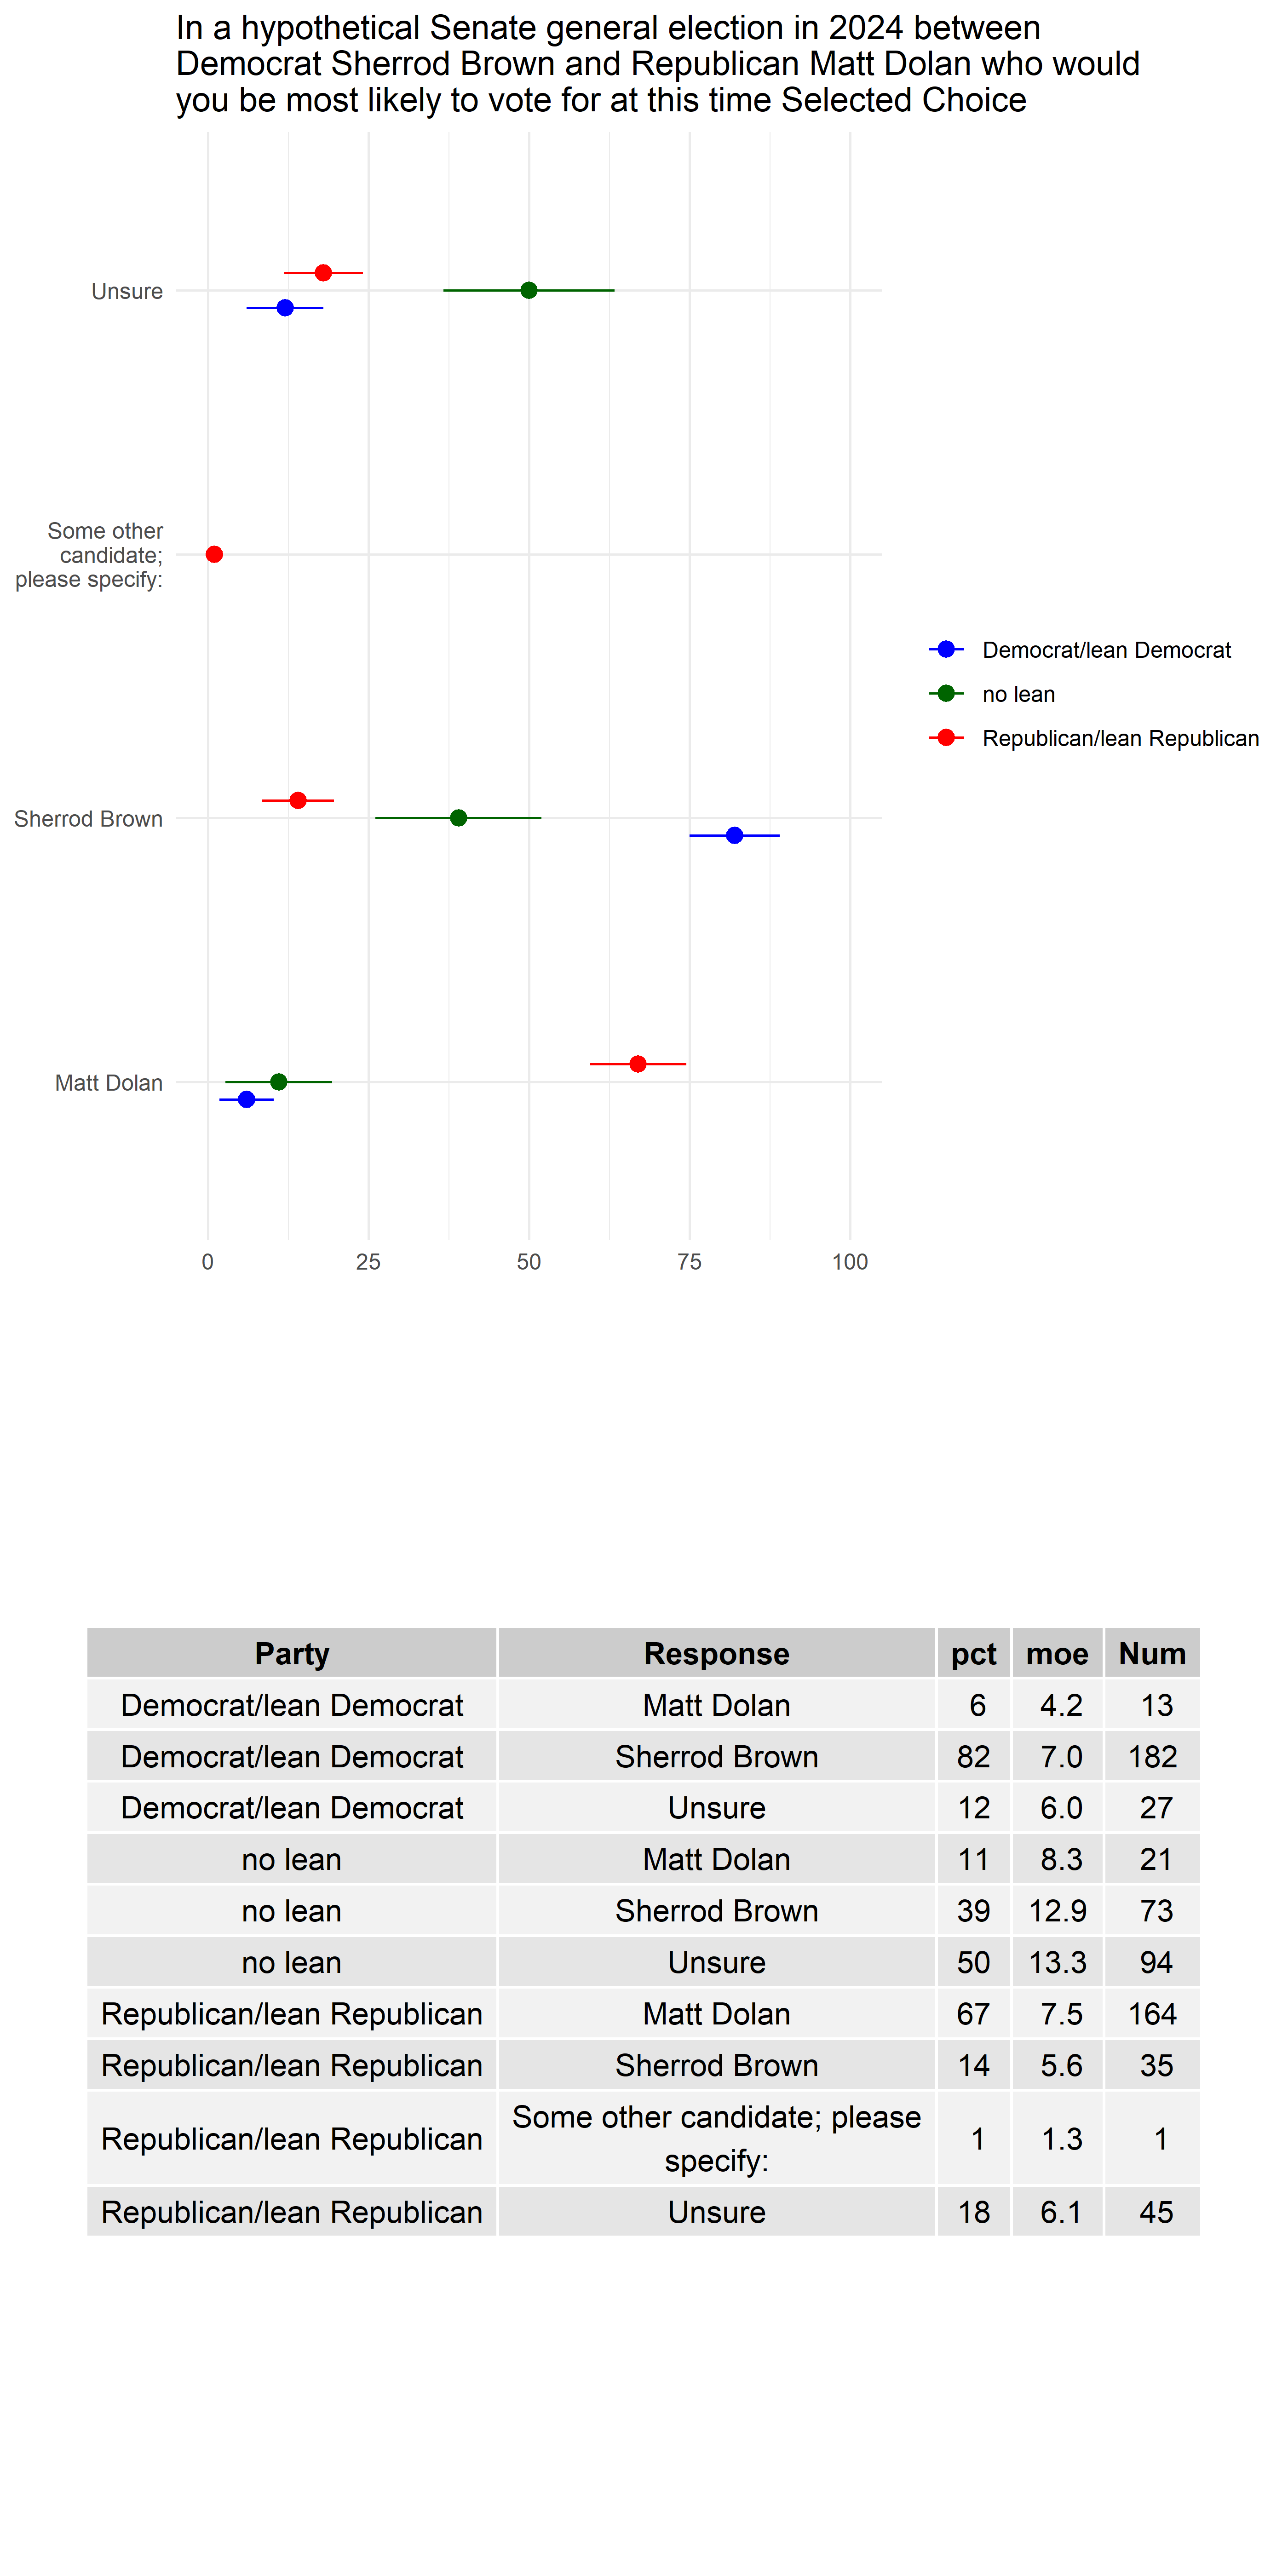 In a hypothetical Senate general election in 2024 between
Democrat Sherrod Brown and Republican Matt Dolan who would
you be most likely to vote for at this time Selected Choice
Unsure
Some other
candidate;
please specify:
Sherrod Brown
Matt Dolan
0 25 50 75 100
Democrat/lean Democrat
no lean
Republican/lean Republican
Party Response pct moe Num
Democrat/lean Democrat Matt Dolan 6 4.2 13
Democrat/lean Democrat Sherrod Brown 82 7.0 182
Democrat/lean Democrat Unsure 12 6.0 27
no lean Matt Dolan 11 8.3 21
no lean Sherrod Brown 39 12.9 73
no lean Unsure 50 13.3 94
Republican/lean Republican Matt Dolan 67 7.5 164
Republican/lean Republican Sherrod Brown 14 5.6 35
Republican/lean Republican Some other candidate; please
specify: 1 1.3 1
Republican/lean Republican Unsure 18 6.1 45